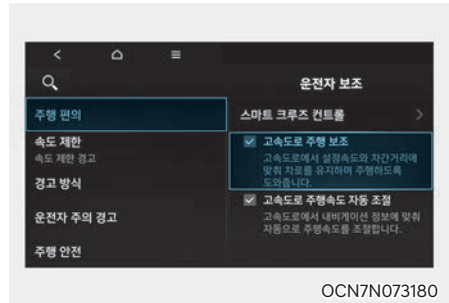 운전자 보조
주행 편의
속도 제한
속도 제한 경고
경고 방식
운전자 주의 경고
주행 안전
스마트 크루즈 컨트롤
고속도로 주행 보조
고속도로에서 설정속도와 차간거리에
맞춰 차로를 유지하며 주행하도록
도와줍니다.
고속도로 주행속도 자동 조절
고속도로에서 내비게이션 정보에 맞춰
자동으로 주행속도를 조절합니다.
OCN7N073180